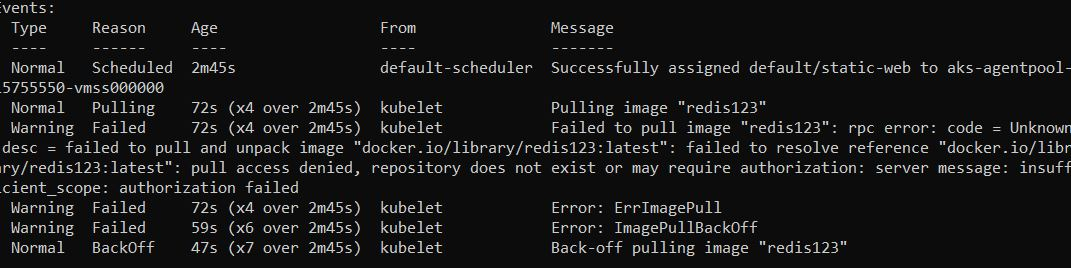 Events:
Type Reason Age From Message
---- ------ ---- ---- -------
Normal Scheduled 2m45s default-scheduler Successfully assigned default/static-web to aks-agentpool-
15755550-vmss000000
Normal Pulling 72s (x4 over 2m45s) kubelet Pulling image "redis123"
Warning Failed 72s (x4 over 2m45s) kubelet Failed to pull image "redis123": rpc error: code = Unknown
desc = failed to pull and unpack image "docker.io/library/redis123:latest": failed to resolve reference "docker.io/libr
ary/redis123:latest": pull access denied, repository does not exist or may require authorization: server message: insuff
icient_scope: authorization failed
Warning Failed 72s (x4 over 2m45s) kubelet Error: ErrImagePull
Warning Failed 59s (x6 over 2m45s) kubelet Error: ImagePullBackOff
Normal BackOff 47s (x7 over 2m45s) kubelet Back-off pulling image "redis123"